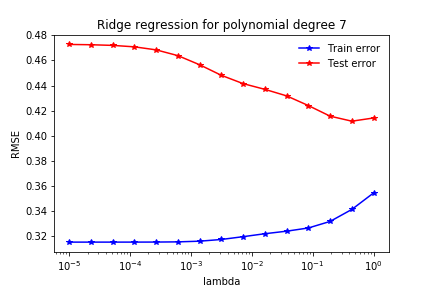 Ridge regression for polynomial degree 7
Train error
Test error
RMSE
0.48
0.46
0.44
0.42
0.40
0.38
0.36
0.34
0.32
10⁻⁵ 10⁻⁴ 10⁻³ 10⁻² 10⁻¹ 10⁰
lambda